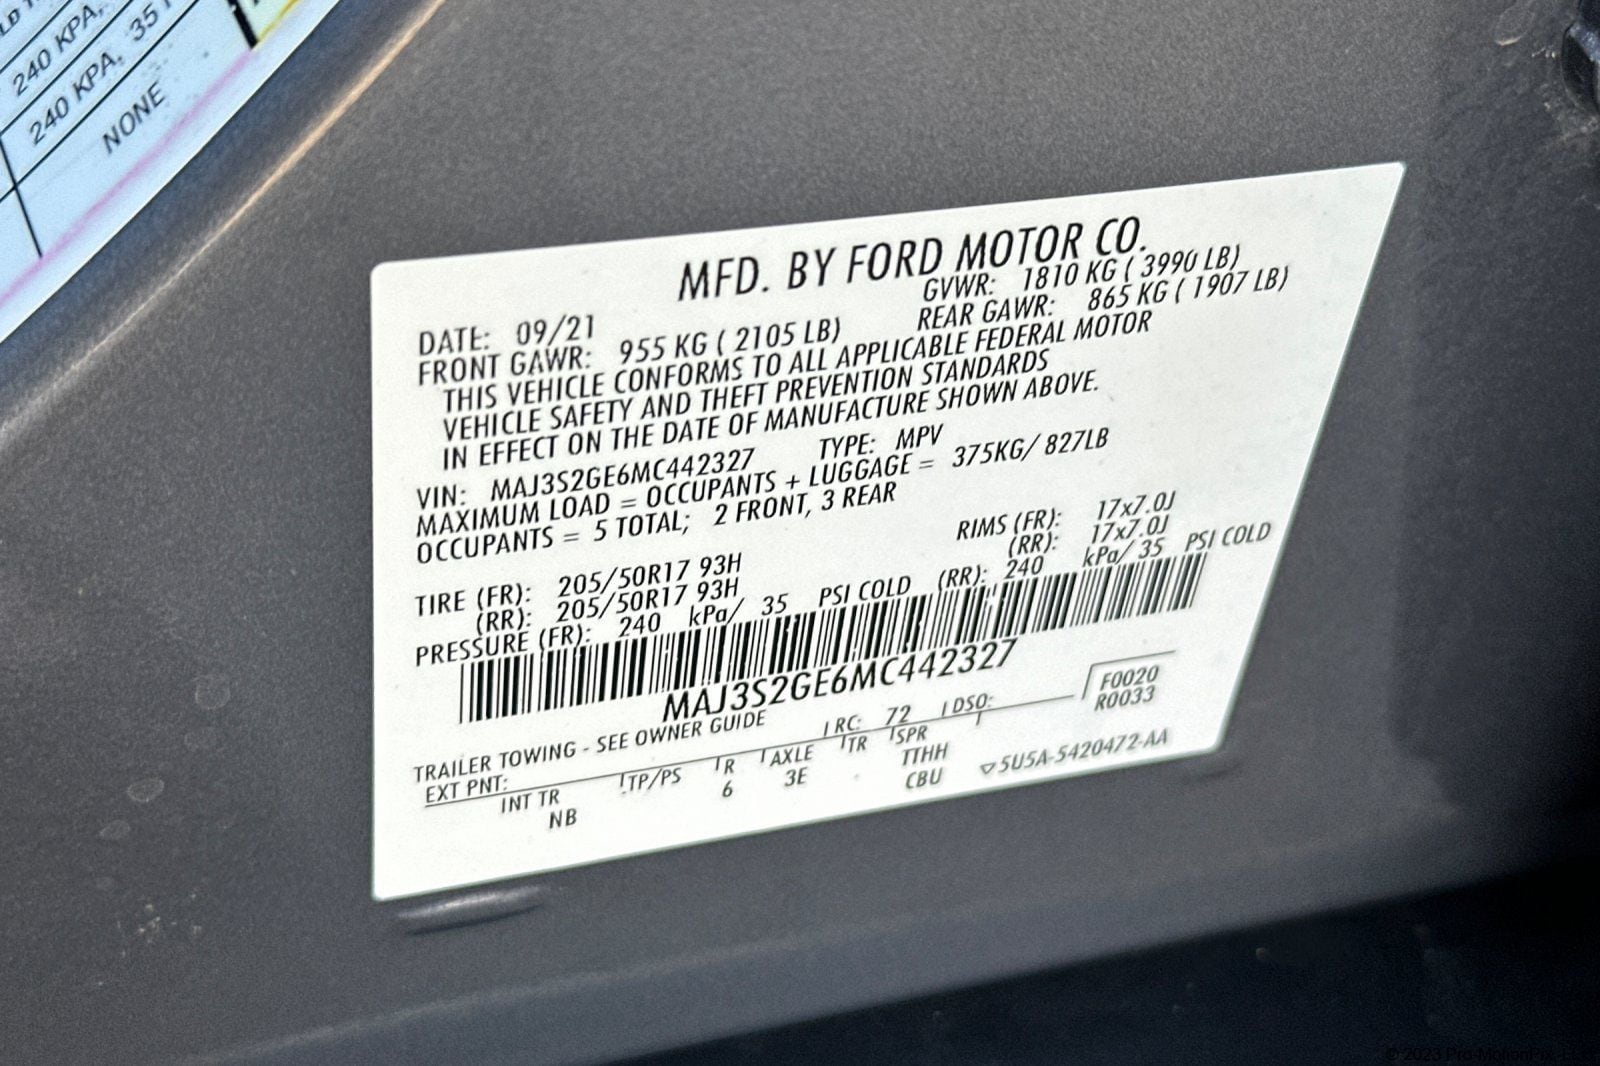 240 KPA,
240 KPA, 35
NONE
MFD. BY FORD MOTOR CO.
DATE: 09/21 GVWR: 1810 KG ( 3990 LB)
FRONT GAWR: 955 KG ( 2105 LB) REAR GAWR: 865 KG ( 1907 LB)
THIS VEHICLE CONFORMS TO ALL APPLICABLE FEDERAL MOTOR
VEHICLE SAFETY AND THEFT PREVENTION STANDARDS
IN EFFECT ON THE DATE OF MANUFACTURE SHOWN ABOVE.
VIN: MAJ3S2GE6MC442327 TYPE: MPV
MAXIMUM LOAD = OCCUPANTS + LUGGAGE = 375KG/ 827LB
OCCUPANTS = 5 TOTAL; 2 FRONT, 3 REAR
TIRE (FR): 205/50R17 93H RIMS (FR): 17x7.0J
(RR): 205/50R17 93H (RR): 17x7.0J
PRESSURE (FR): 240 kPa/ 35 PSI COLD (RR): 240 kPa/ 35 PSI COLD
MAJ3S2GE6MC442327
TRAILER TOWING - SEE OWNER GUIDE
F0020
R0033
EXT PNT: RC: 72 DSO:
INT TR TP/PS R AXLE TR SPR
NB 6 3E TTHH
CBU
5U5A-5420472-AA
© 2023 Pro-MotionPix